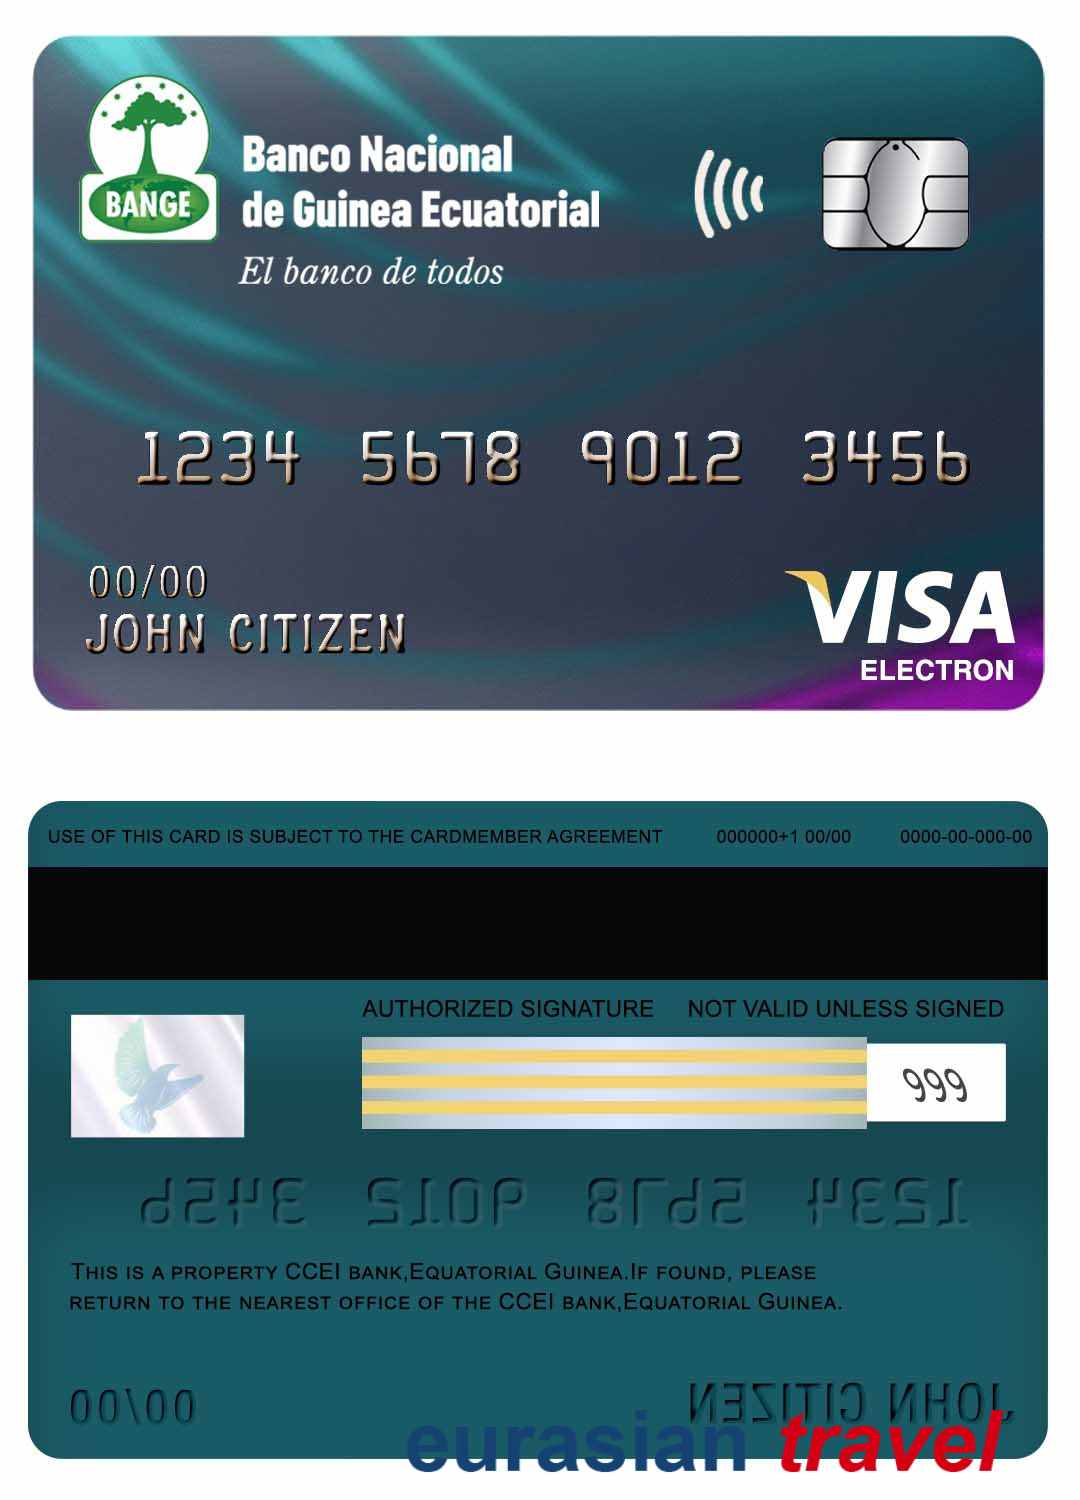 BANGE
Banco Nacional
de Guinea Ecuatorial
El banco de todos
1234 5678 9012 3456
00/00
JOHN CITIZEN
VISA
ELECTRON
USE OF THIS CARD IS SUBJECT TO THE CARDMEMBER AGREEMENT 000000+1 00/00 0000-00-000-00
AUTHORIZED SIGNATURE NOT VALID UNLESS SIGNED
999
1234 5678 9012 3456
THIS IS A PROPERTY CCEI BANK,EQUATORIAL GUINEA.IF FOUND, PLEASE
RETURN TO THE NEAREST OFFICE OF THE CCEI BANK,EQUATORIAL GUINEA.
00/00
JOHN CITIZEN
eurasian travel